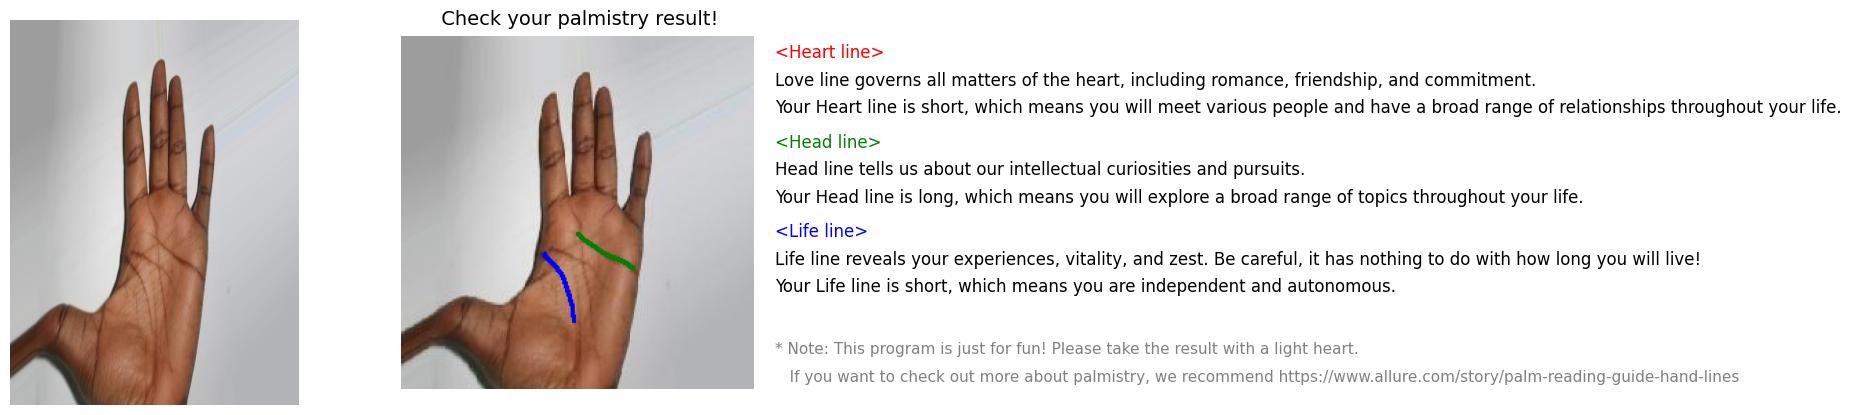 Check your palmistry result!
<Heart line>
Love line governs all matters of the heart, including romance, friendship, and commitment.
Your Heart line is short, which means you will meet various people and have a broad range of relationships throughout your life.
<Head line>
Head line tells us about our intellectual curiosities and pursuits.
Your Head line is long, which means you will explore a broad range of topics throughout your life.
<Life line>
Life line reveals your experiences, vitality, and zest. Be careful, it has nothing to do with how long you will live!
Your Life line is short, which means you are independent and autonomous.
* Note: This program is just for fun! Please take the result with a light heart.
If you want to check out more about palmistry, we recommend https://www.allure.com/story/palm-reading-guide-hand-lines